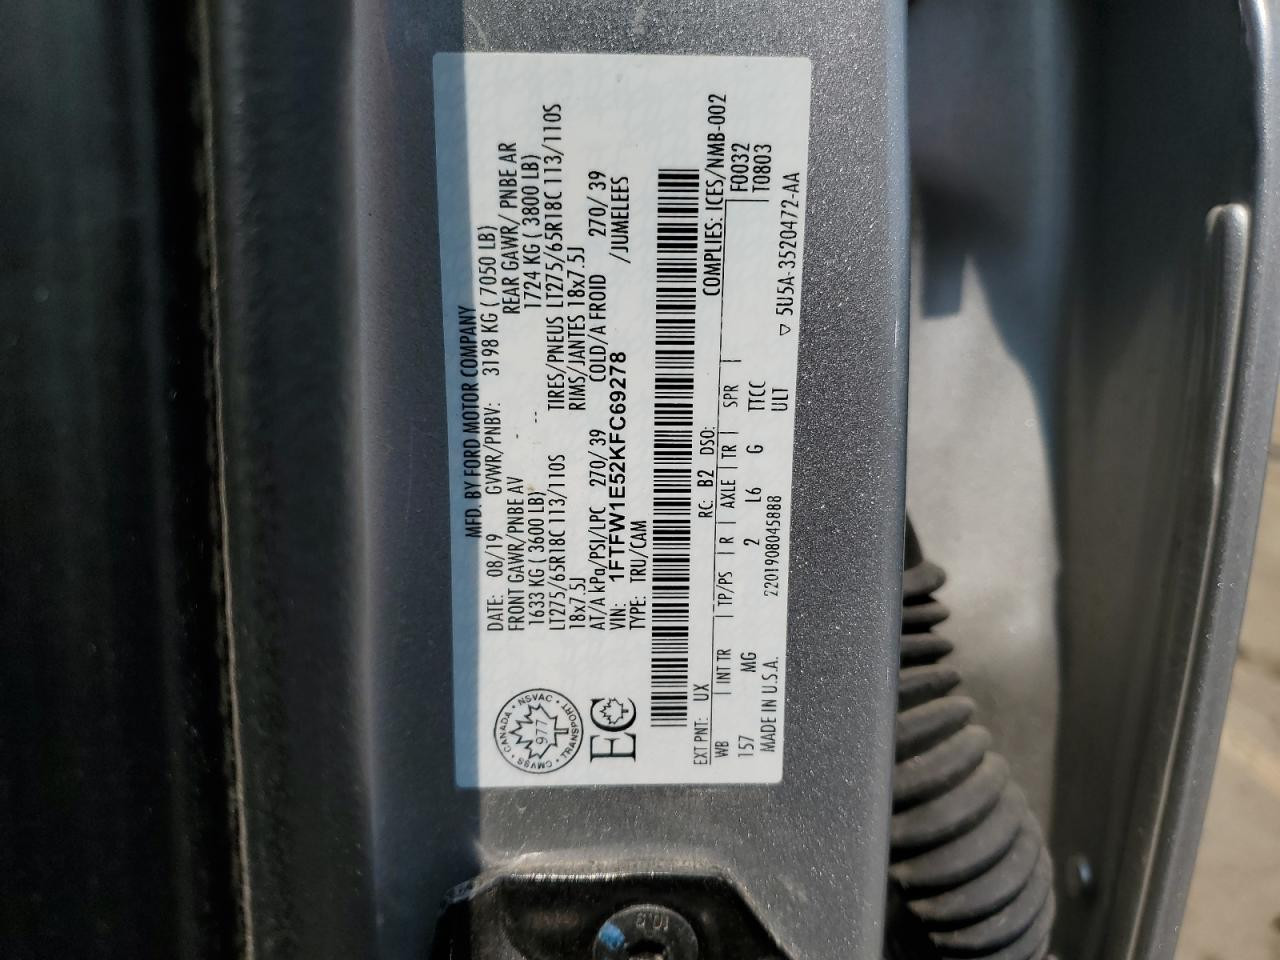 MFD. BY FORD MOTOR COMPANY
DATE: 08/19 GVWR/PNBV: 3198 KG ( 7050 LB)
FRONT GAWR/PNBE AV - REAR GAWR/ PNBE AR
1633 KG ( 3600 LB) -- 1724 KG ( 3800 LB)
LT275/65R18C 113/110S TIRES/PNEUS LT275/65R18C 113/110S
18x7.5J RIMS/JANTES 18x7.5J
AT/A kPa/PSI/LPC 270/ 39 COLD/A FROID 270/ 39
VIN: 1FTFW1E52KFC69278
TYPE: TRU/CAM /JUMELEES
CANADA · NSVAC · TRANSPORT · CMVSS
977
EC
EXT PNT: UX RC: B2 DSO: COMPLIES: ICES/NMB-002
WB | INT TR | TP/PS | R | AXLE | TR | SPR | F0032
157 MG 2 L6 G TTCC T0803
MADE IN U.S.A. 2201908045888 ULT ▽ 5U5A-3520472-AA
10.9